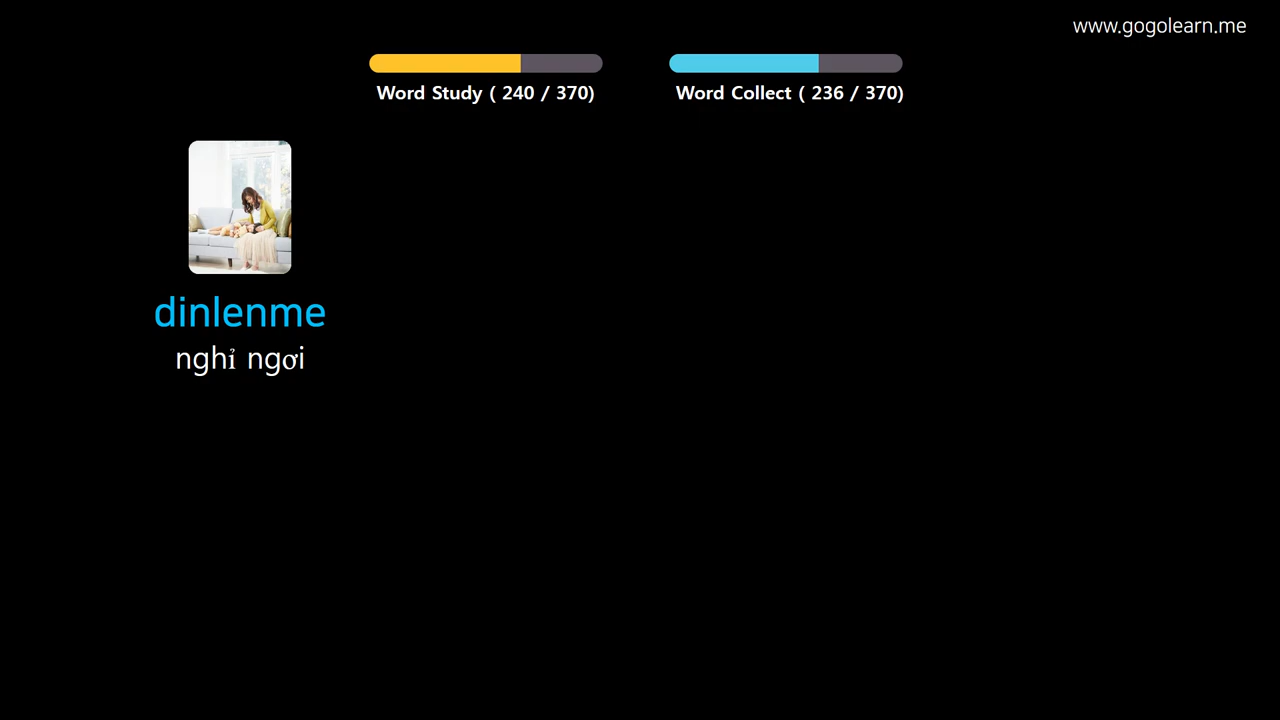 www.gogolearn.me
Word Study ( 240 / 370)
Word Collect ( 236 / 370)
dinlenme
nghỉ ngơi